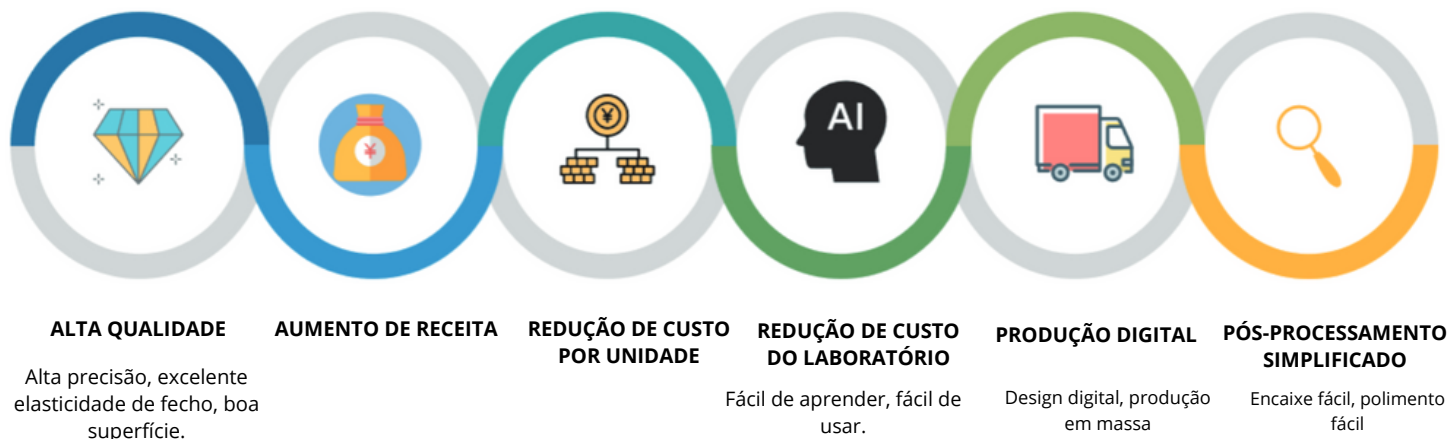 ¥
¥
AI
ALTA QUALIDADE
Alta precisão, excelente
elasticidade de fecho, boa
superfície.
AUMENTO DE RECEITA
REDUÇÃO DE CUSTO
POR UNIDADE
REDUÇÃO DE CUSTO
DO LABORATÓRIO
Fácil de aprender, fácil de
usar.
PRODUÇÃO DIGITAL
Design digital, produção
em massa
PÓS-PROCESSAMENTO
SIMPLIFICADO
Encaixe fácil, polimento
fácil